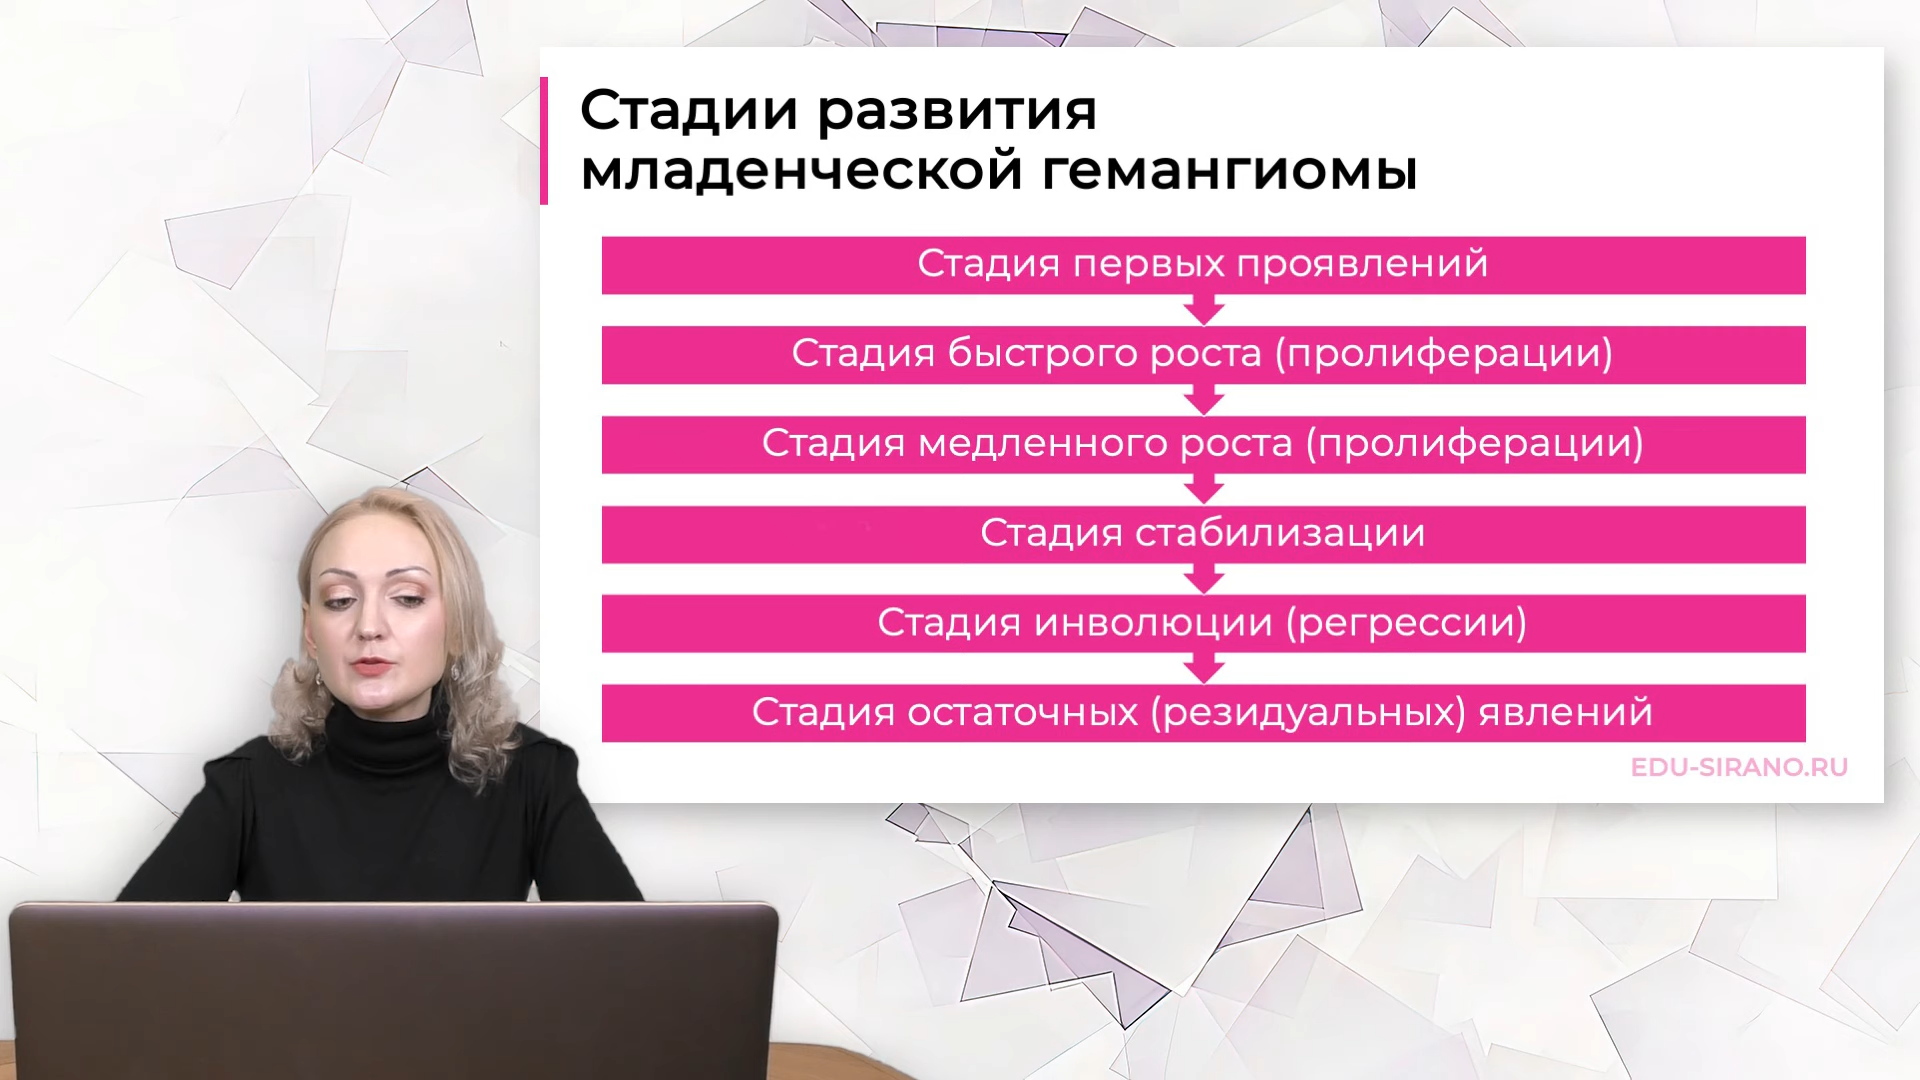 Стадии развития
младенческой гемангиомы
Стадия первых проявлений
Стадия быстрого роста (пролиферации)
Стадия медленного роста (пролиферации)
Стадия стабилизации
Стадия инволюции (регрессии)
Стадия остаточных (резидуальных) явлений
EDU-SIRANO.RU